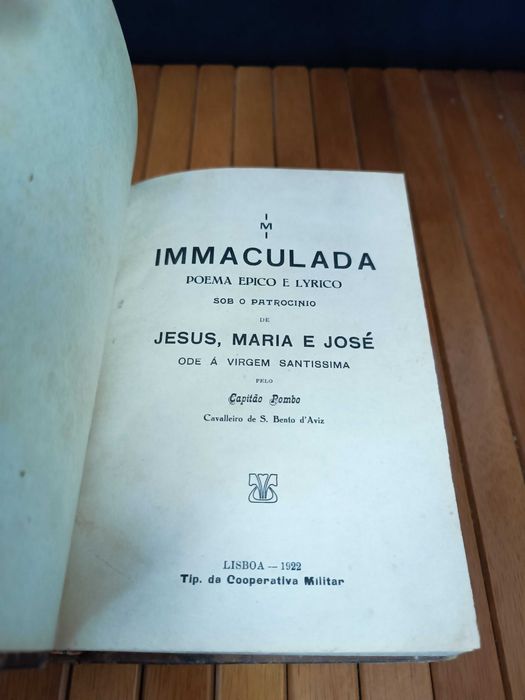 I
M
I
IMMACULADA
POEMA EPICO E LYRICO
SOB O PATROCINIO
DE
JESUS, MARIA E JOSÉ
ODE Á VIRGEM SANTISSIMA
PELO
Capitão Pombo
Cavalleiro de S. Bento d'Aviz
LISBOA — 1922
Tip. da Cooperativa Militar